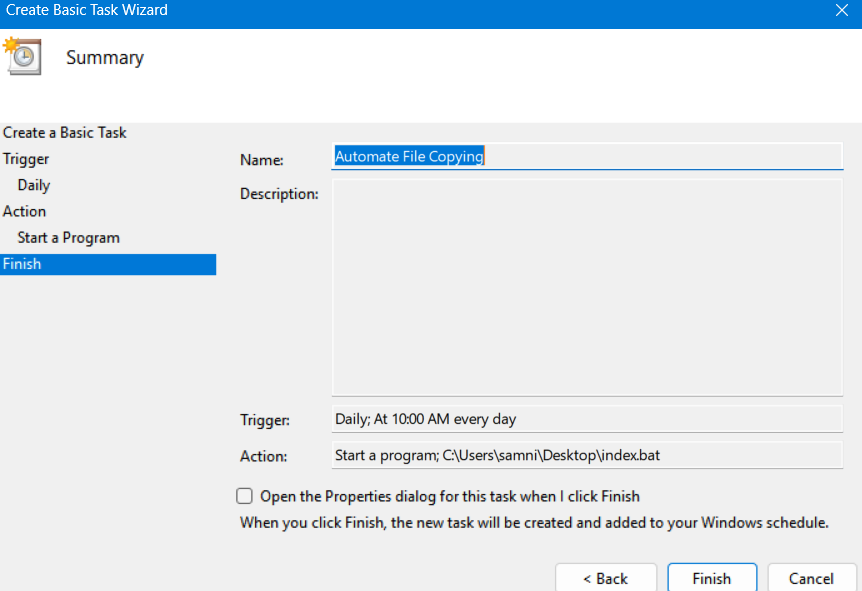 Create Basic Task Wizard
Summary
Create a Basic Task
Trigger
Daily
Action
Start a Program
Finish
Name:
Automate File Copying
Description:
Trigger:
Daily; At 10:00 AM every day
Action:
Start a program; C:\Users\samni\Desktop\index.bat
Open the Properties dialog for this task when I click Finish
When you click Finish, the new task will be created and added to your Windows schedule.
< Back
Finish
Cancel